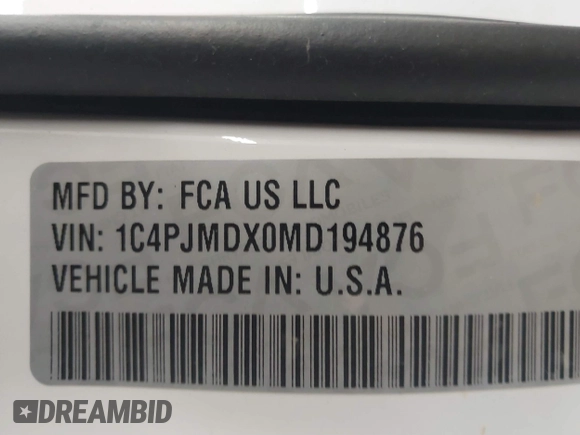 MFD BY: FCA US LLC
VIN: 1C4PJMDX0MD194876
VEHICLE MADE IN: U.S.A.
DREAMBID